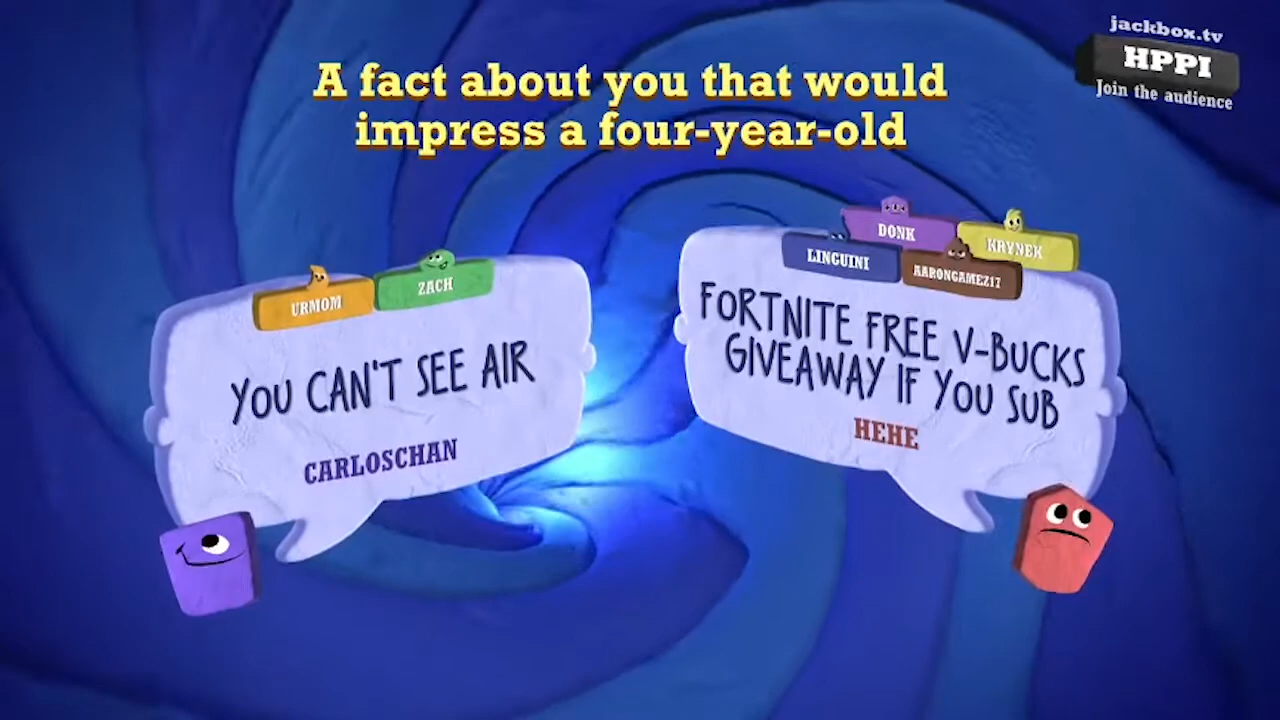 jackbox.tv
HPPI
Join the audience
A fact about you that would
impress a four-year-old
URMOM
ZACH
YOU CAN'T SEE AIR
CARLOSCHAN
DONK
KRYNEK
LINGUINI
AARONGAMEZ17
FORTNITE FREE V-BUCKS
GIVEAWAY IF YOU SUB
HEHE